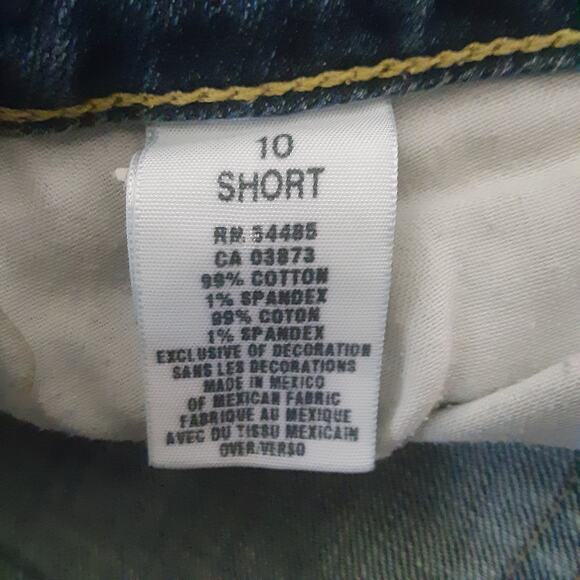 10
SHORT
RN 54485
CA 03873
99% COTTON
1% SPANDEX
99% COTON
1% SPANDEX
EXCLUSIVE OF DECORATION
SANS LES DECORATIONS
MADE IN MEXICO
OF MEXICAN FABRIC
FABRIQUE AU MEXIQUE
AVEC DU TISSU MEXICAIN
OVER/VERSO